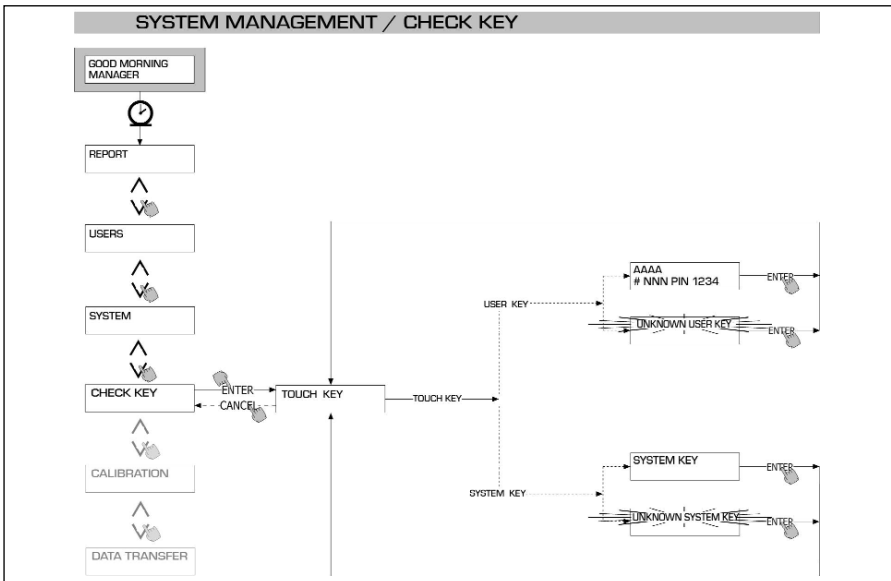 SYSTEM MANAGEMENT / CHECK KEY
GOOD MORNING
MANAGER
REPORT
USERS
SYSTEM
CHECK KEY
ENTER
CANCEL
TOUCH KEY
TOUCH KEY
USER KEY
AAAA
# NNN PIN 1234
ENTER
UNKNOWN USER KEY
ENTER
SYSTEM KEY
SYSTEM KEY
ENTER
UNKNOWN SYSTEM KEY
ENTER
CALIBRATION
DATA TRANSFER